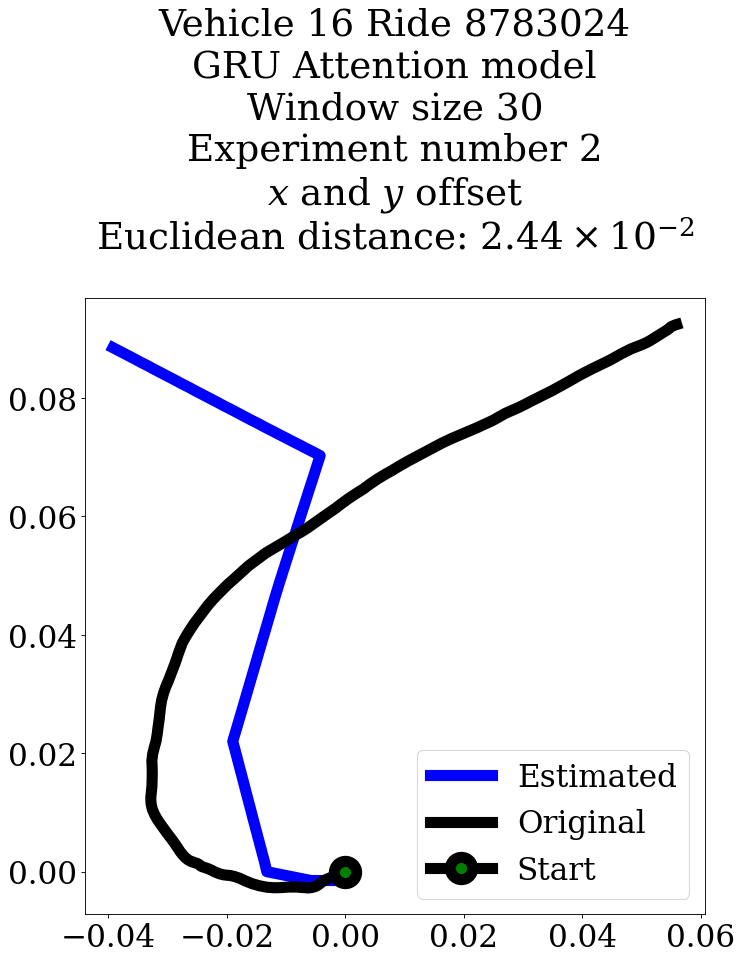 Vehicle 16 Ride 8783024
GRU Attention model
Window size 30
Experiment number 2
x and y offset
Euclidean distance: 2.44 × 10⁻²
0.08
0.06
0.04
0.02
0.00
Estimated
Original
Start
−0.04 −0.02 0.00 0.02 0.04 0.06